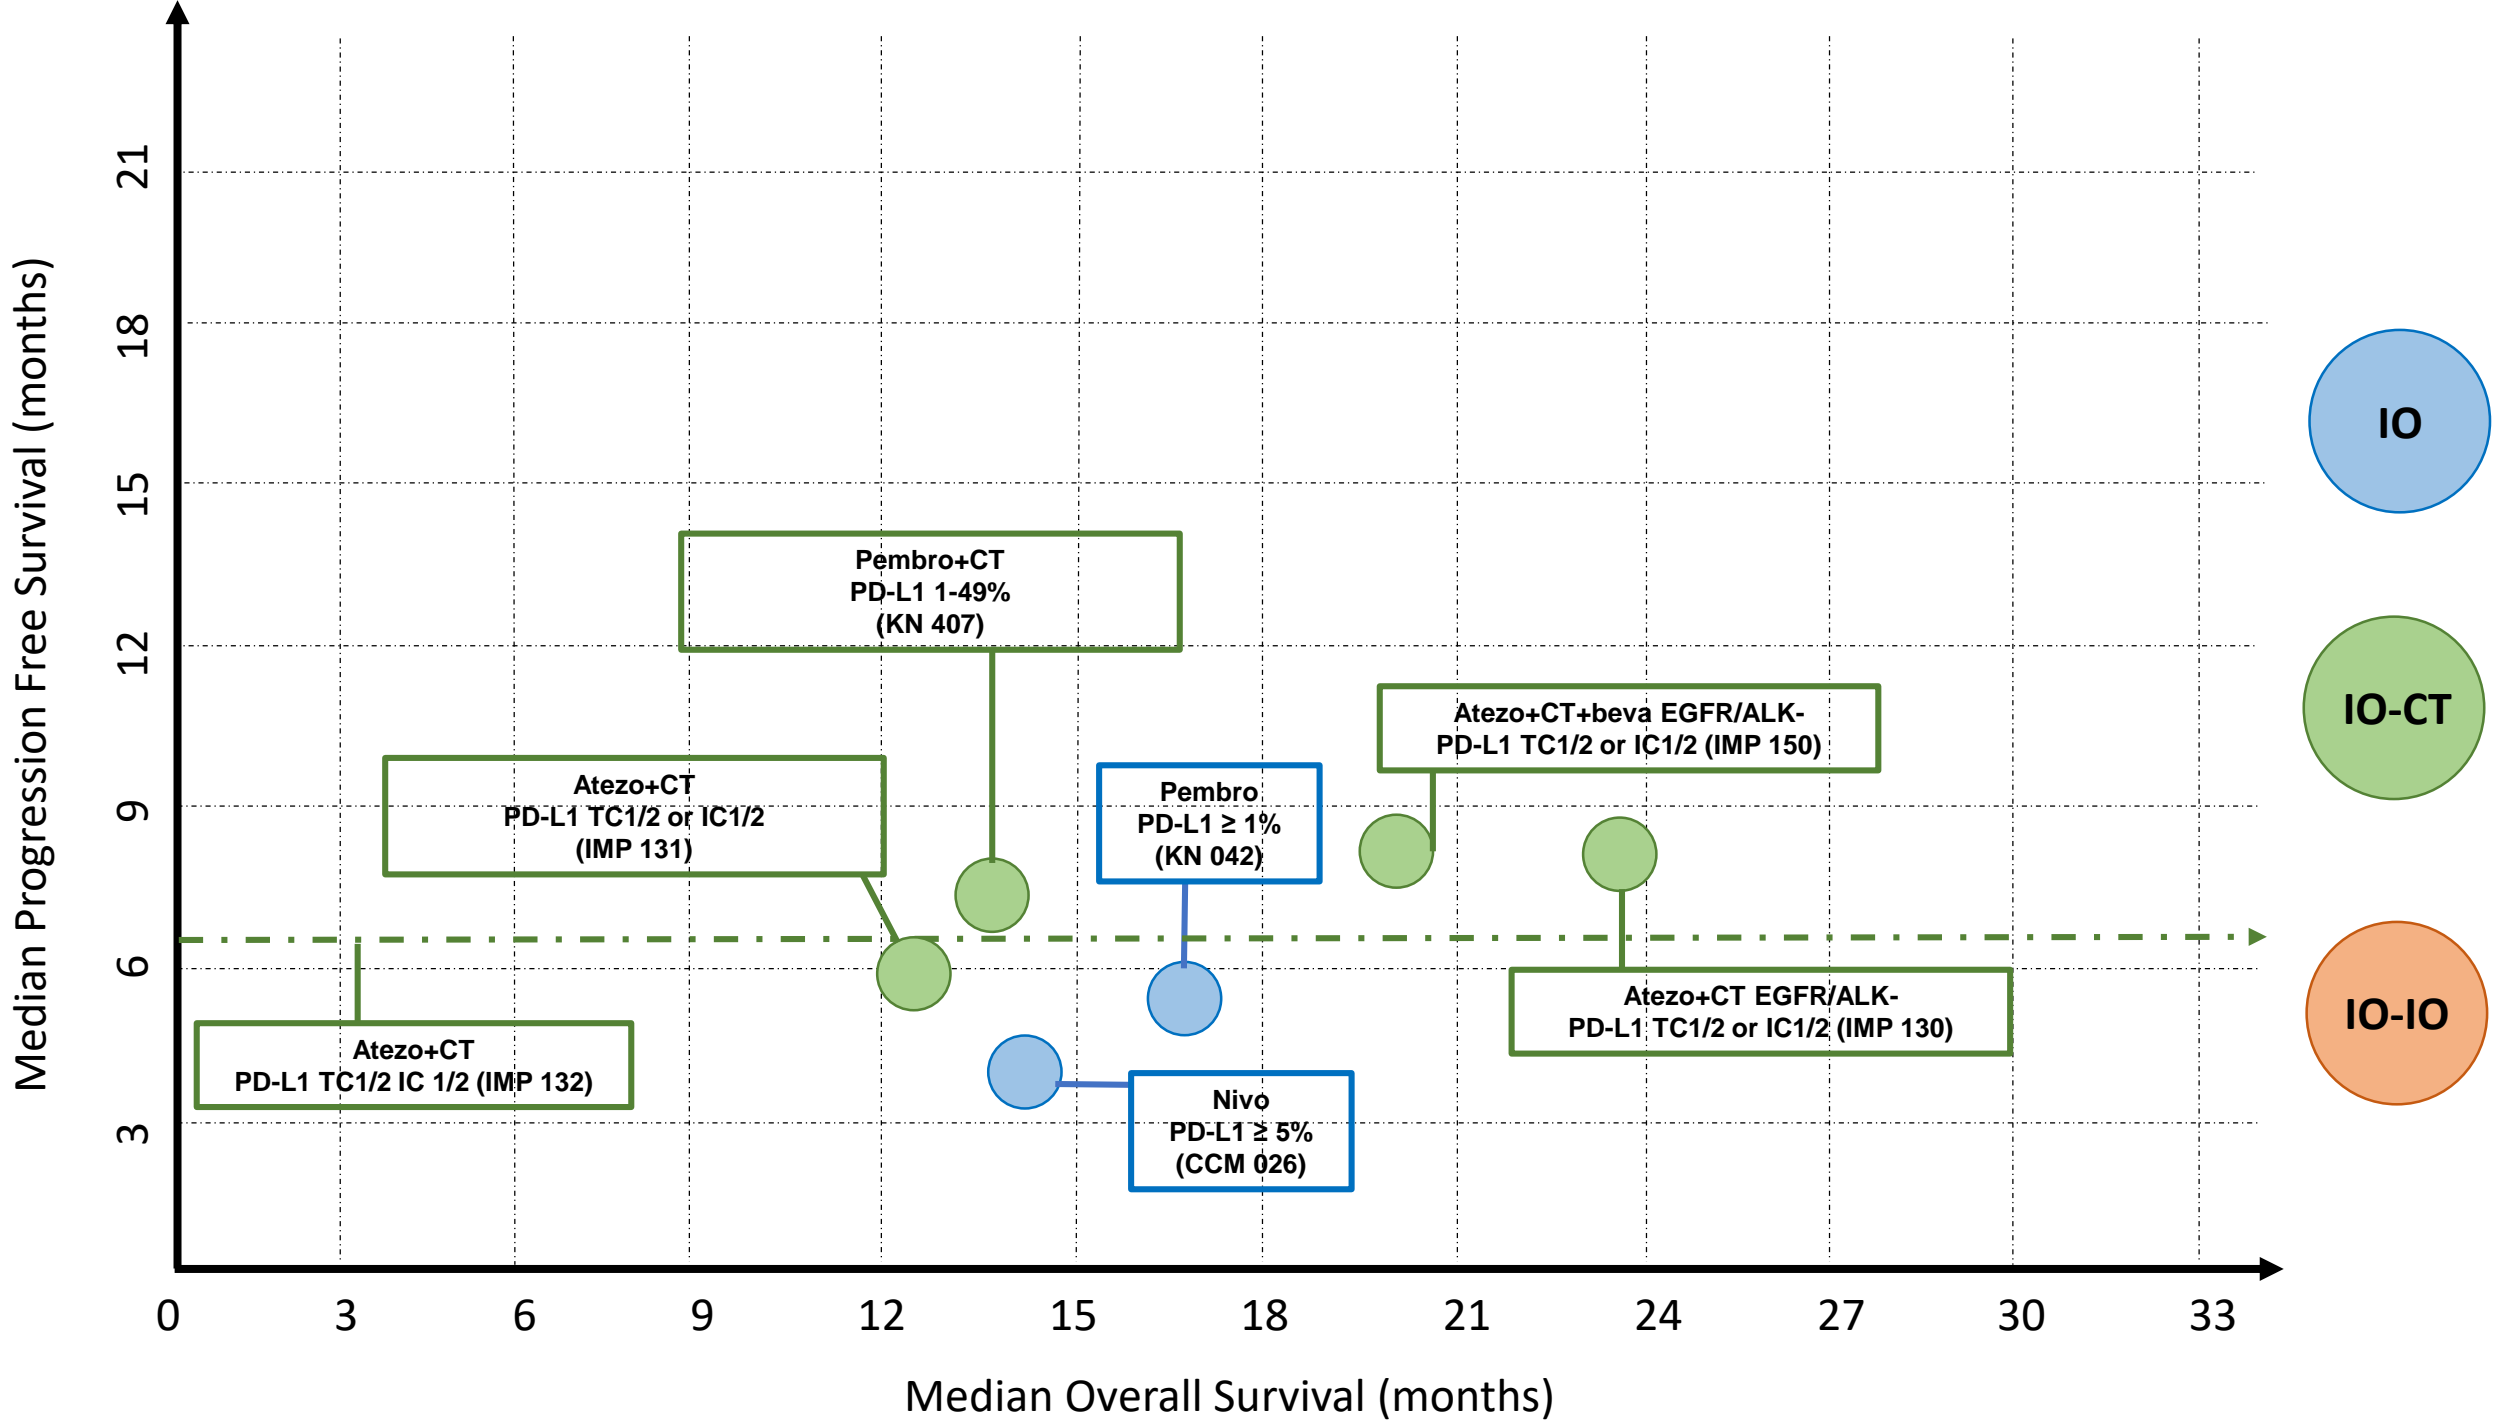 Median Progression Free Survival (months)
21
18
15
12
9
6
3
Pembro+CT
PD-L1 1-49%
(KN 407)
Atezo+CT+beva EGFR/ALK-
PD-L1 TC1/2 or IC1/2 (IMP 150)
Atezo+CT
PD-L1 TC1/2 or IC1/2
(IMP 131)
Pembro
PD-L1 ≥ 1%
(KN 042)
Atezo+CT EGFR/ALK-
PD-L1 TC1/2 or IC1/2 (IMP 130)
Atezo+CT
PD-L1 TC1/2 IC 1/2 (IMP 132)
Nivo
PD-L1 ≥ 5%
(CCM 026)
IO
IO-CT
IO-IO
0 3 6 9 12 15 18 21 24 27 30 33
Median Overall Survival (months)